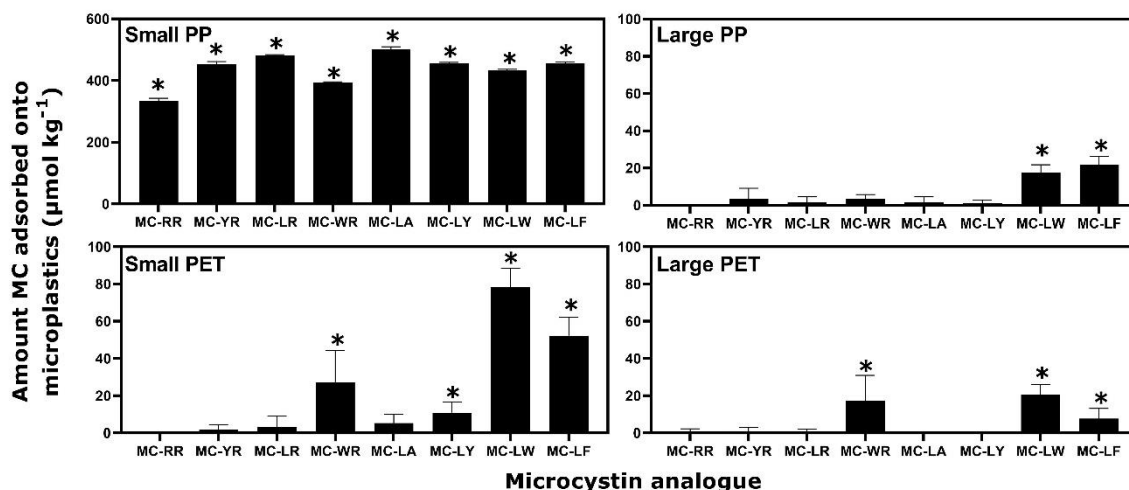 Amount MC adsorbed onto
microplastics (µmol kg⁻¹)
Small PP
600
400
200
0
* * * * * * * *
MC-RR MC-YR MC-LR MC-WR MC-LA MC-LY MC-LW MC-LF
Large PP
100
80
60
40
20
0
* *
MC-RR MC-YR MC-LR MC-WR MC-LA MC-LY MC-LW MC-LF
Small PET
100
80
60
40
20
0
* * * *
MC-RR MC-YR MC-LR MC-WR MC-LA MC-LY MC-LW MC-LF
Large PET
100
80
60
40
20
0
* * *
MC-RR MC-YR MC-LR MC-WR MC-LA MC-LY MC-LW MC-LF
Microcystin analogue